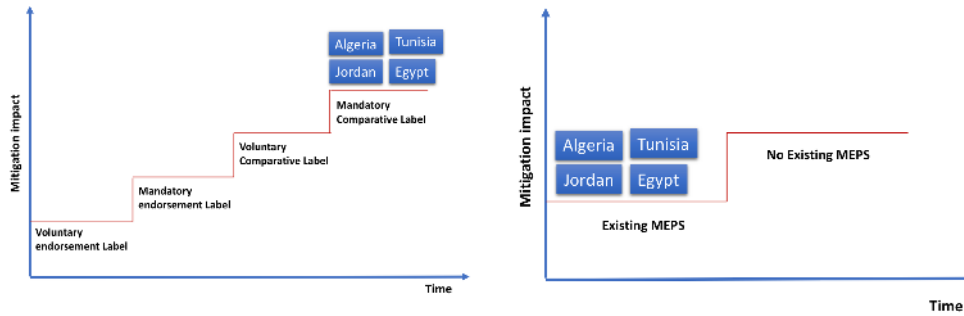 Mitigation impact
Algeria
Tunisia
Jordan
Egypt
Mandatory
Comparative Label
Voluntary
Comparative Label
Mandatory
endorsement Label
Voluntary
endorsement Label
Time
Mitigation impact
Algeria
Tunisia
Jordan
Egypt
No Existing MEPS
Existing MEPS
Time